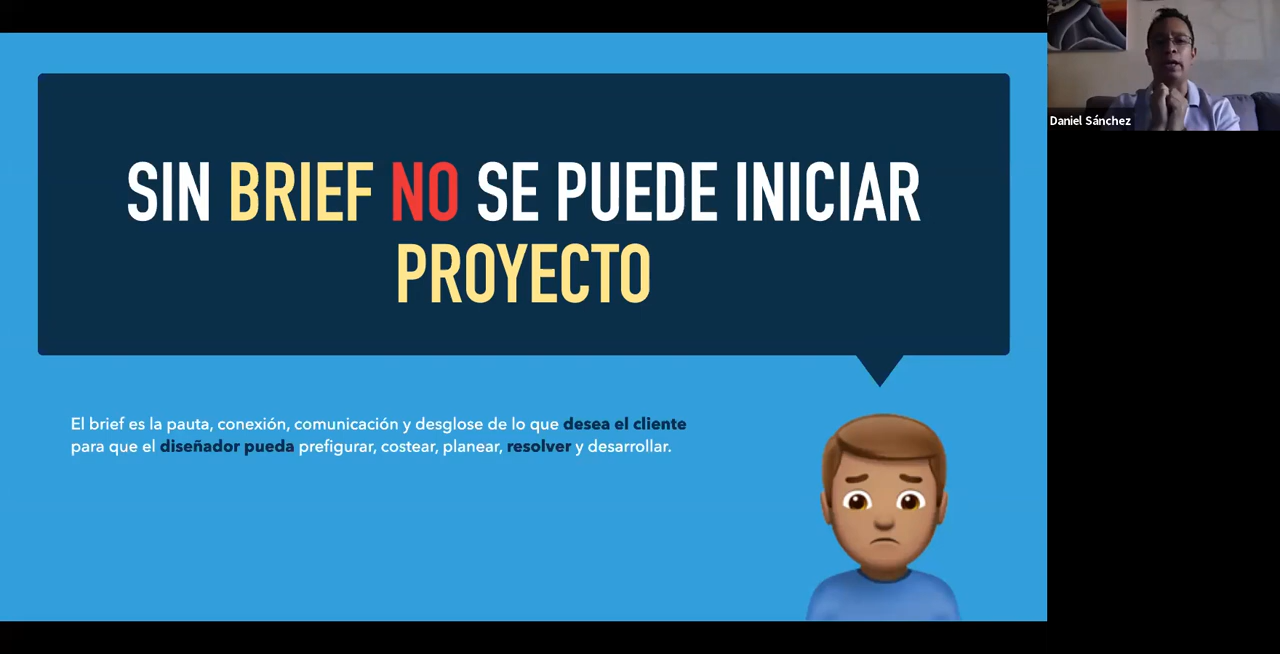 SIN BRIEF NO SE PUEDE INICIAR
PROYECTO
El brief es la pauta, conexión, comunicación y desglose de lo que desea el cliente
para que el diseñador pueda prefigurar, costear, planear, resolver y desarrollar.
Daniel Sánchez